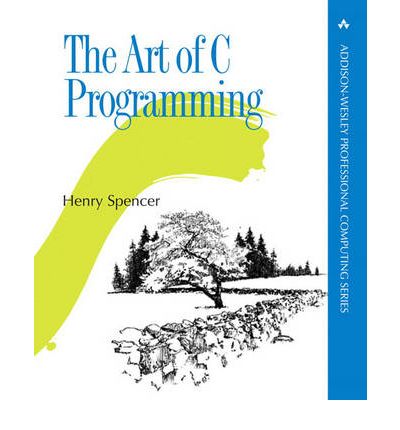 The Art of C
Programming
Henry Spencer
ADDISON-WESLEY PROFESSIONAL COMPUTING SERIES